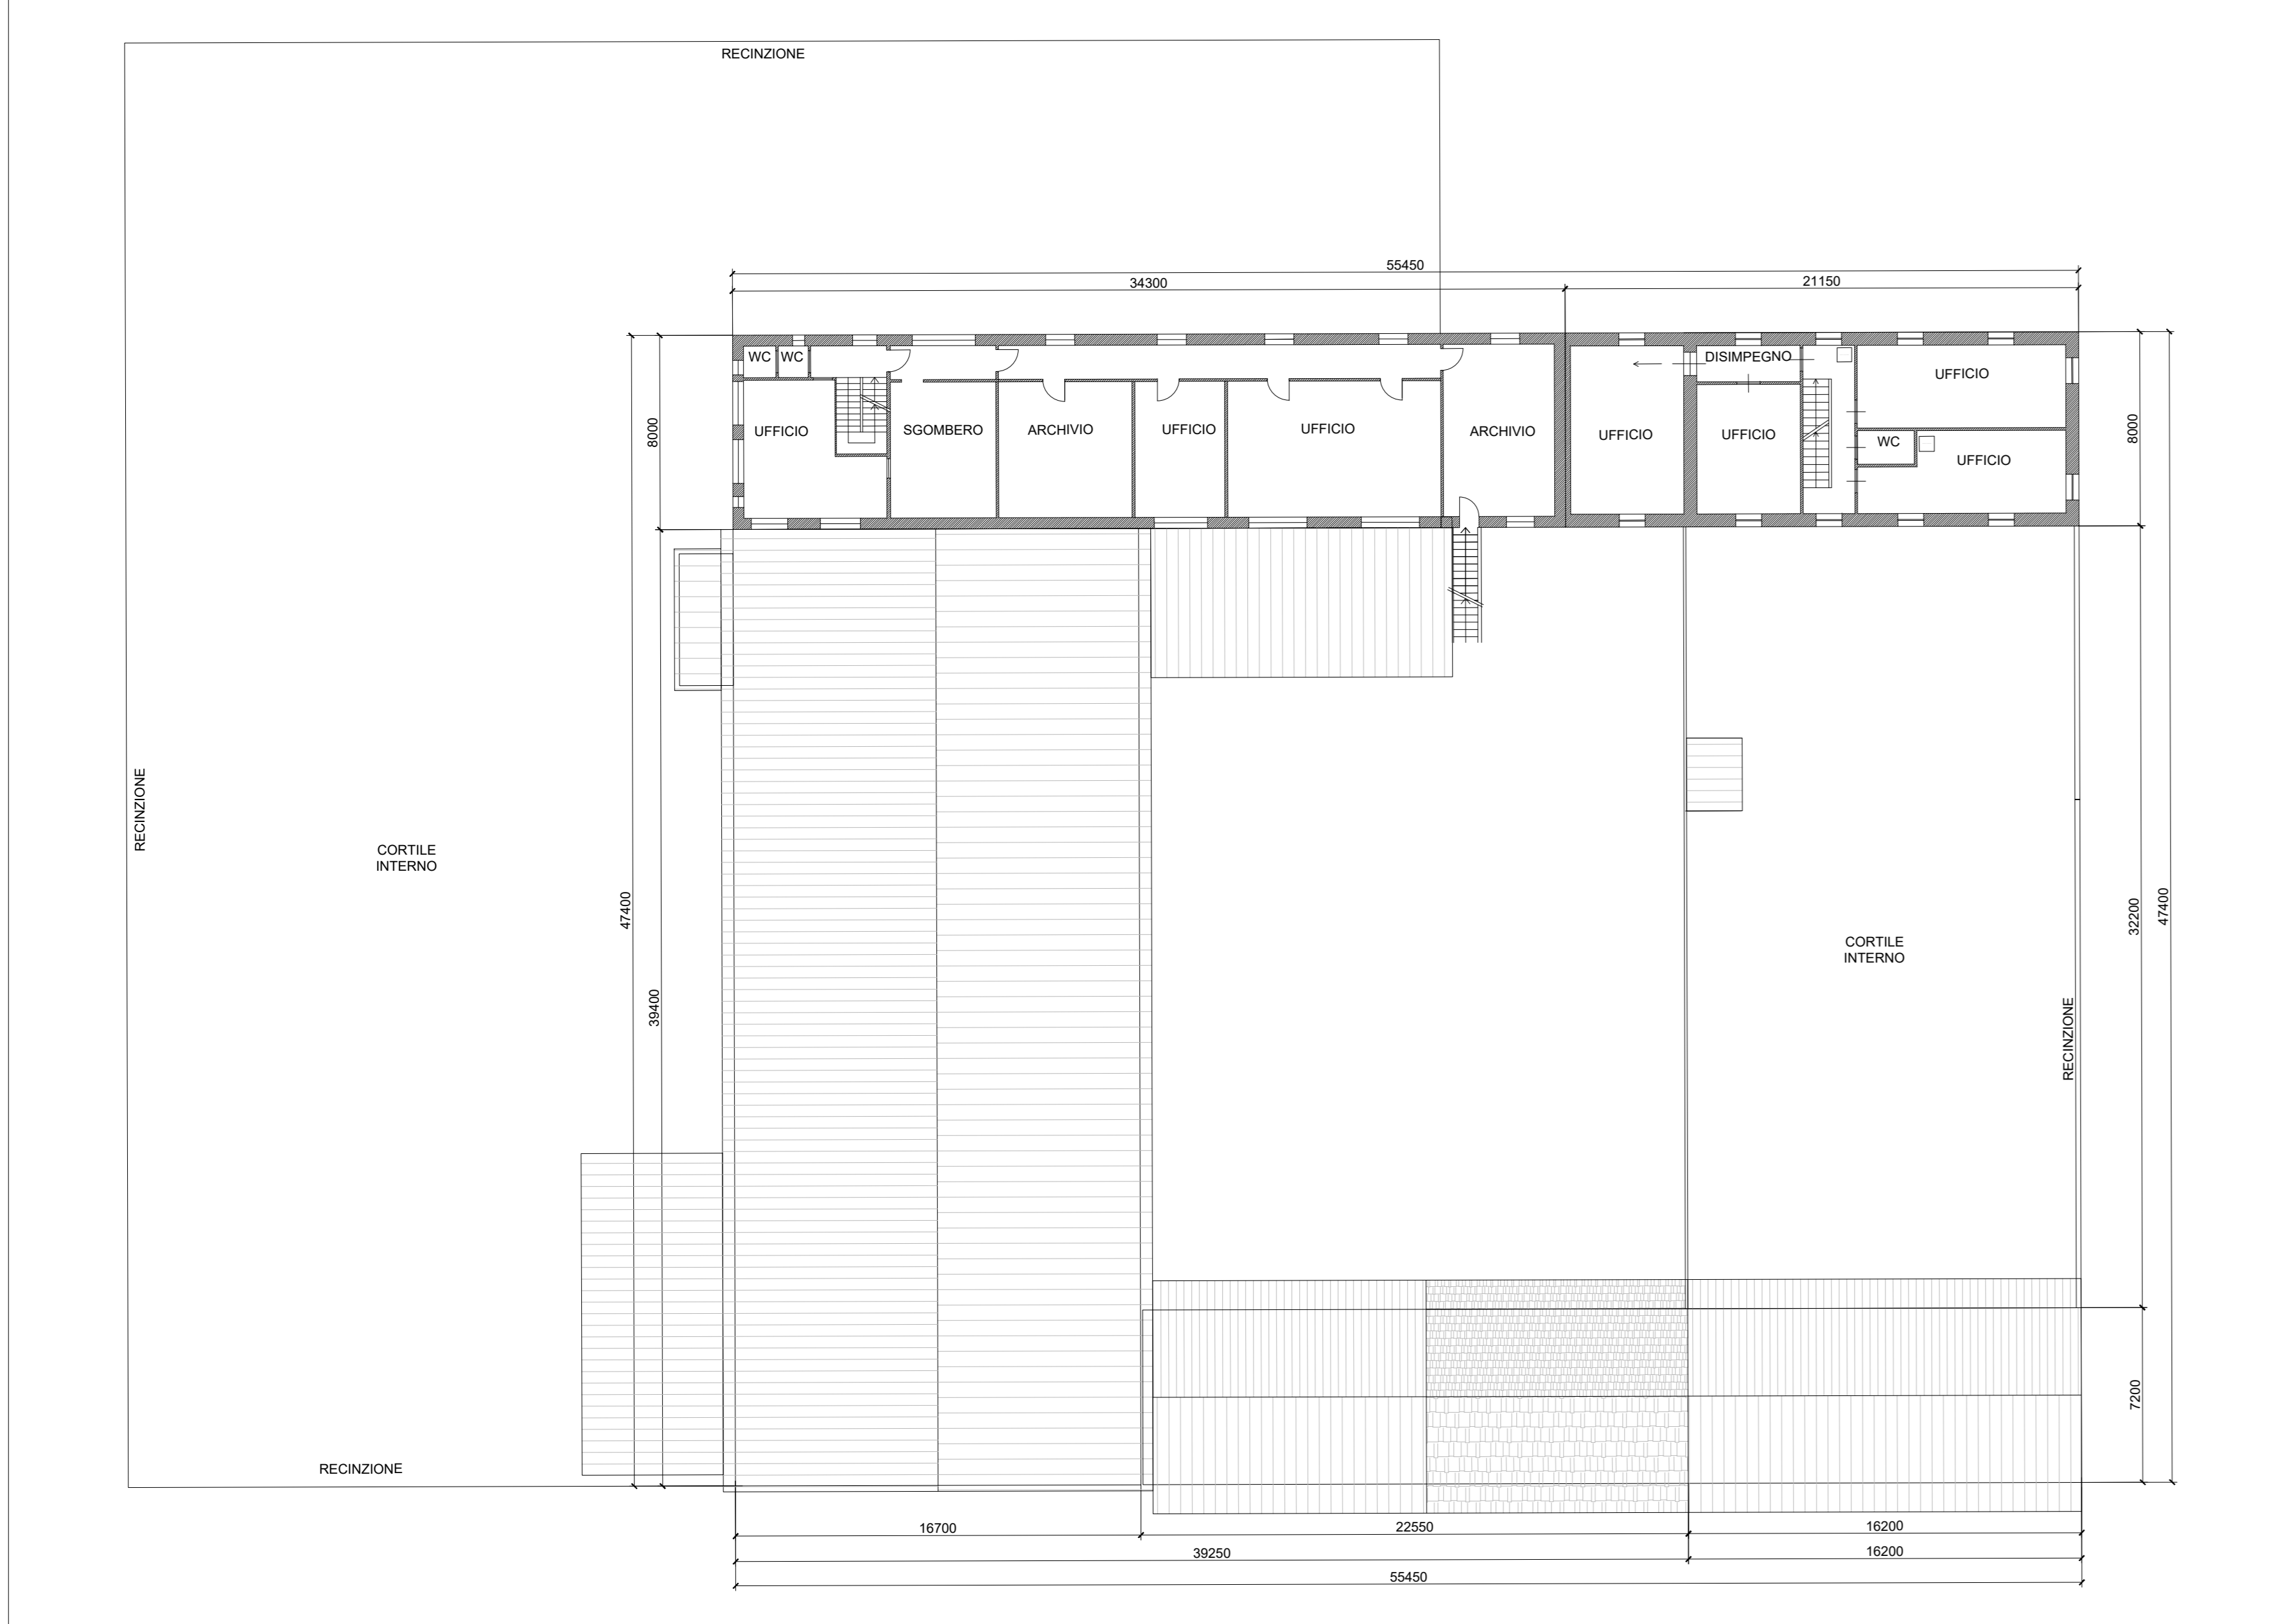 RECINZIONE
55450
34300
21150
WC
WC
DISIMPEGNO
UFFICIO
8000
UFFICIO
SGOMBERO
ARCHIVIO
UFFICIO
UFFICIO
ARCHIVIO
UFFICIO
UFFICIO
WC
UFFICIO
8000
RECINZIONE
CORTILE
INTERNO
47400
39400
CORTILE
INTERNO
RECINZIONE
32200
47400
7200
RECINZIONE
16700
22550
16200
39250
16200
55450